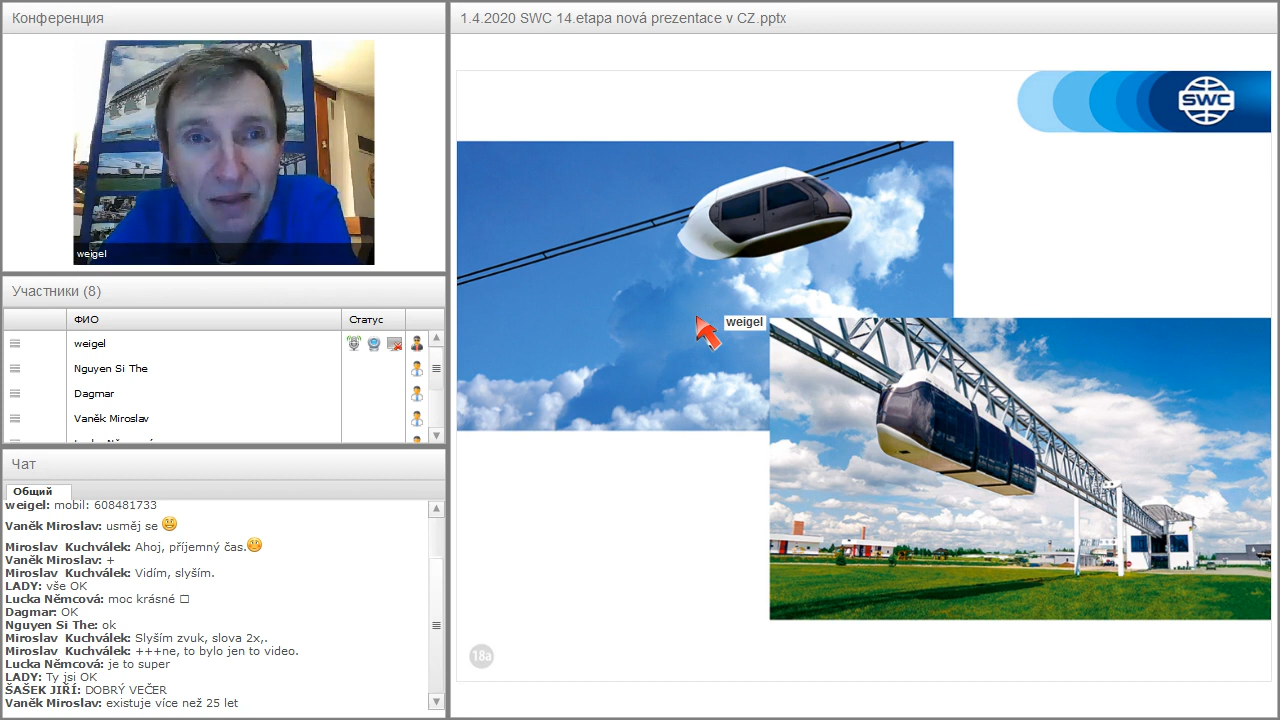 Конференция
weigel
Участники (8)
ФИО
Статус
weigel
Nguyen Si The
Dagmar
Vaněk Miroslav
Чат
Общий
weigel: mobil: 608481733
Vaněk Miroslav: usměj se
Miroslav Kuchválek: Ahoj, příjemný čas.
Vaněk Miroslav: +
Miroslav Kuchválek: Vidim, slyšim.
LADY: vše OK
Lucka Němcová: moc krásné
Dagmar: OK
Nguyen Si The: ok
Miroslav Kuchválek: Slyším zvuk, slova 2x,.
Miroslav Kuchválek: +++ne, to bylo jen to video.
Lucka Němcová: je to super
LADY: Ty jsi OK
ŠAŠEK JIŘÍ: DOBRÝ VEČER
Vaněk Miroslav: existuje více než 25 let
1.4.2020 SWC 14.etapa nová prezentace v CZ.pptx
SWC
weigel
18a